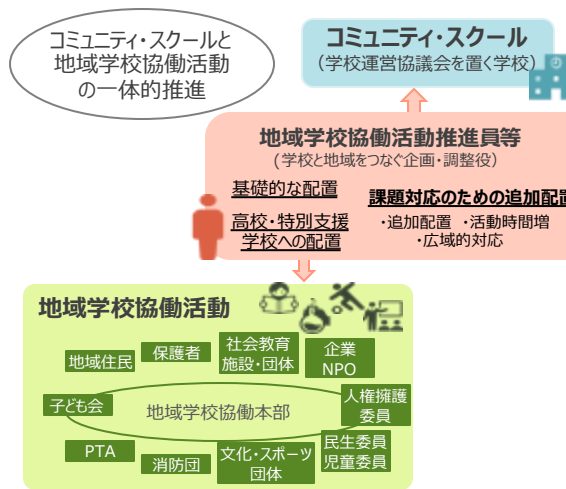 コミュニティ・スクールと
地域学校協働活動
の一体的推進
コミュニティ・スクール
（学校運営協議会を置く学校）
地域学校協働活動推進員等
（学校と地域をつなぐ企画・調整役）
基礎的な配置
高校・特別支援
学校への配置
課題対応のための追加配置
・追加配置 ・活動時間増
・広域的対応
地域学校協働活動
地域住民
保護者
社会教育
施設・団体
企業
NPO
子ども会
地域学校協働本部
人権擁護
委員
PTA
消防団
文化・スポーツ
団体
民生委員
児童委員